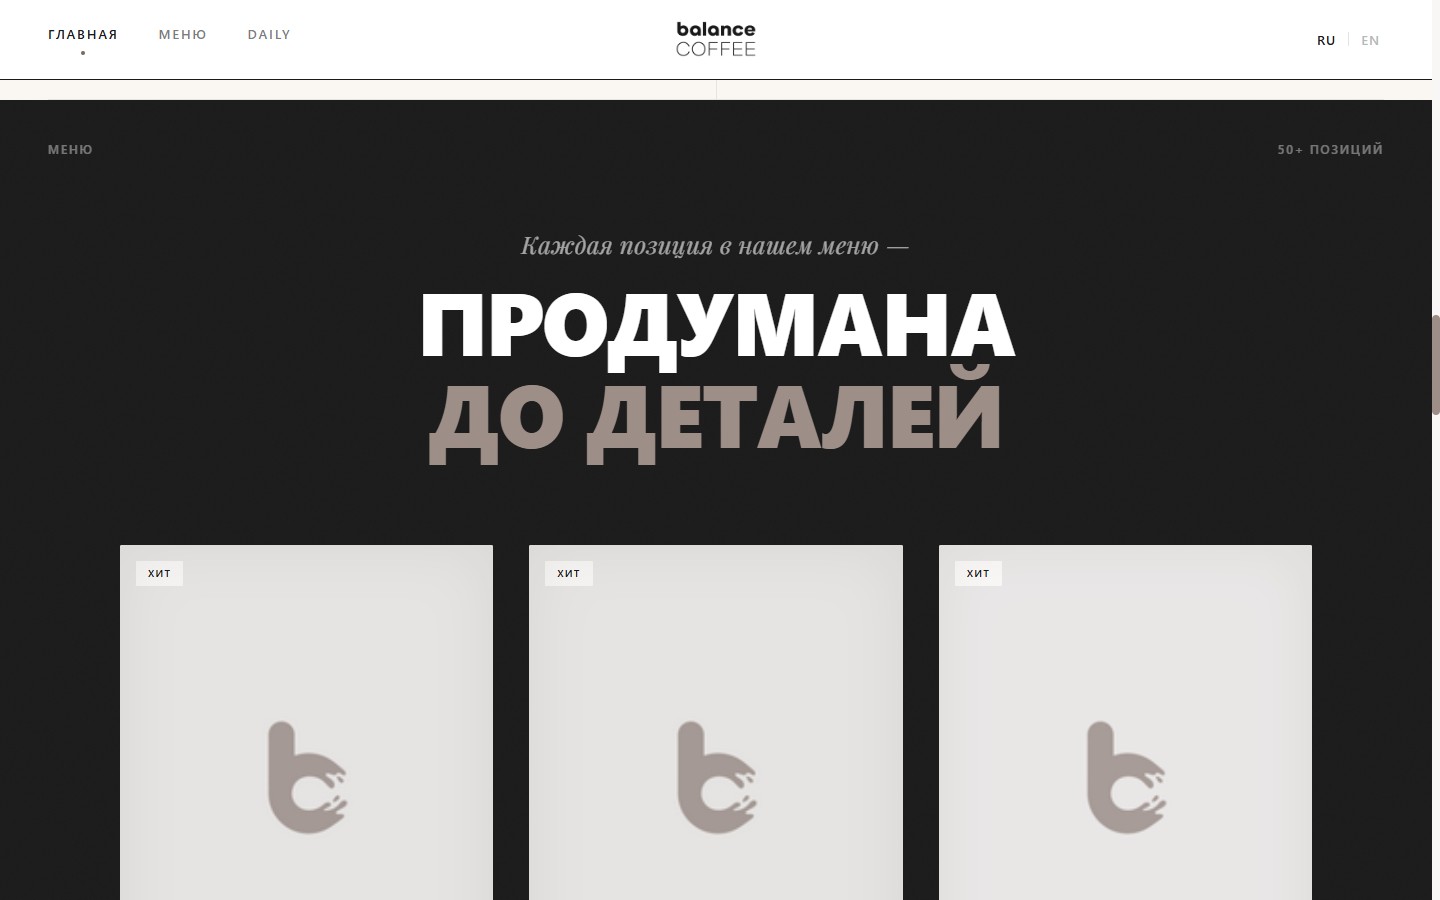 ГЛАВНАЯ
МЕНЮ
DAILY
balance
COFFEE
RU
EN
МЕНЮ
50+ ПОЗИЦИЙ
Каждая позиция в нашем меню —
ПРОДУМАНА
ДО ДЕТАЛЕЙ
ХИТ
ХИТ
ХИТ